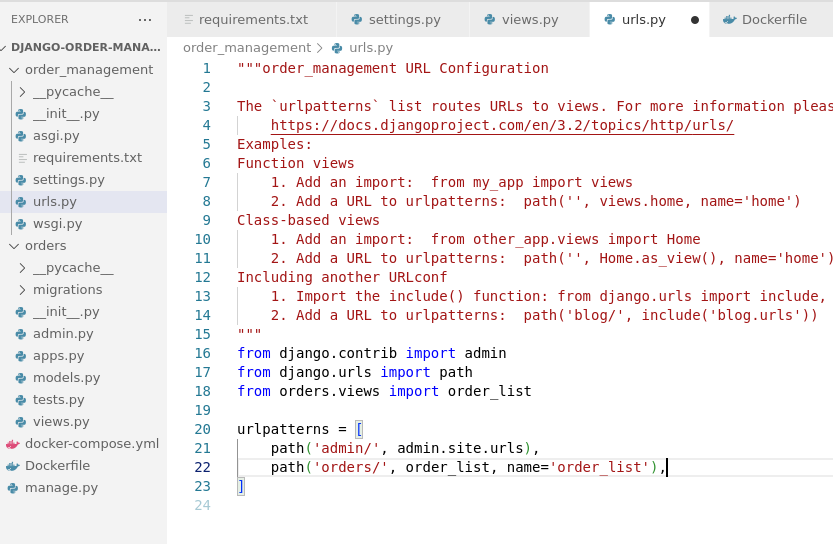 EXPLORER
DJANGO-ORDER-MANA...
order_management
__pycache__
__init__.py
asgi.py
requirements.txt
settings.py
urls.py
wsgi.py
orders
__pycache__
migrations
__init__.py
admin.py
apps.py
models.py
tests.py
views.py
docker-compose.yml
Dockerfile
manage.py
requirements.txt settings.py views.py urls.py Dockerfile
order_management > urls.py
1 """order_management URL Configuration
2
3 The `urlpatterns` list routes URLs to views. For more information pleas
4 https://docs.djangoproject.com/en/3.2/topics/http/urls/
5 Examples:
6 Function views
7 1. Add an import:  from my_app import views
8 2. Add a URL to urlpatterns:  path('', views.home, name='home')
9 Class-based views
10 1. Add an import:  from other_app.views import Home
11 2. Add a URL to urlpatterns:  path('', Home.as_view(), name='home')
12 Including another URLconf
13 1. Import the include() function: from django.urls import include,
14 2. Add a URL to urlpatterns:  path('blog/', include('blog.urls'))
15 """
16 from django.contrib import admin
17 from django.urls import path
18 from orders.views import order_list
19
20 urlpatterns = [
21 path('admin/', admin.site.urls),
22 path('orders/', order_list, name='order_list'),
23 ]
24